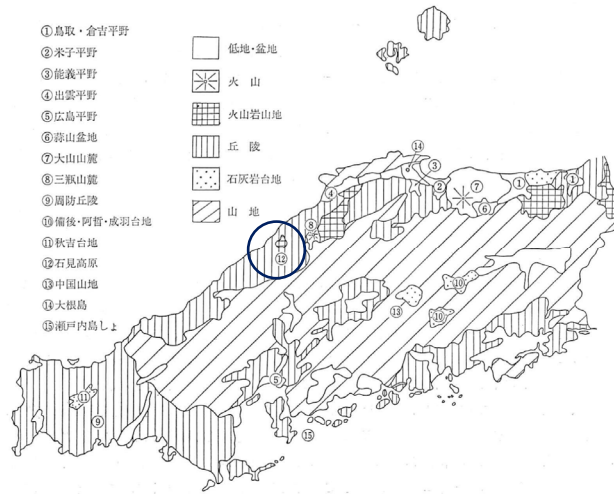 ①鳥取・倉吉平野
②米子平野
③能義平野
④出雲平野
⑤広島平野
⑥蒜山盆地
⑦大山山麓
⑧三瓶山麓
⑨周防丘陵
⑩備後・阿哲・成羽台地
⑪秋吉台地
⑫石見高原
⑬中国山地
⑭大根島
⑮瀬戸内島しょ
低地・盆地
火山
火山岩山地
丘陵
石灰岩台地
山地
⑭
③
④
②
⑦
①
①
⑥
⑧
⑫
⑩
⑬
⑩
⑤
⑪
⑨
⑮